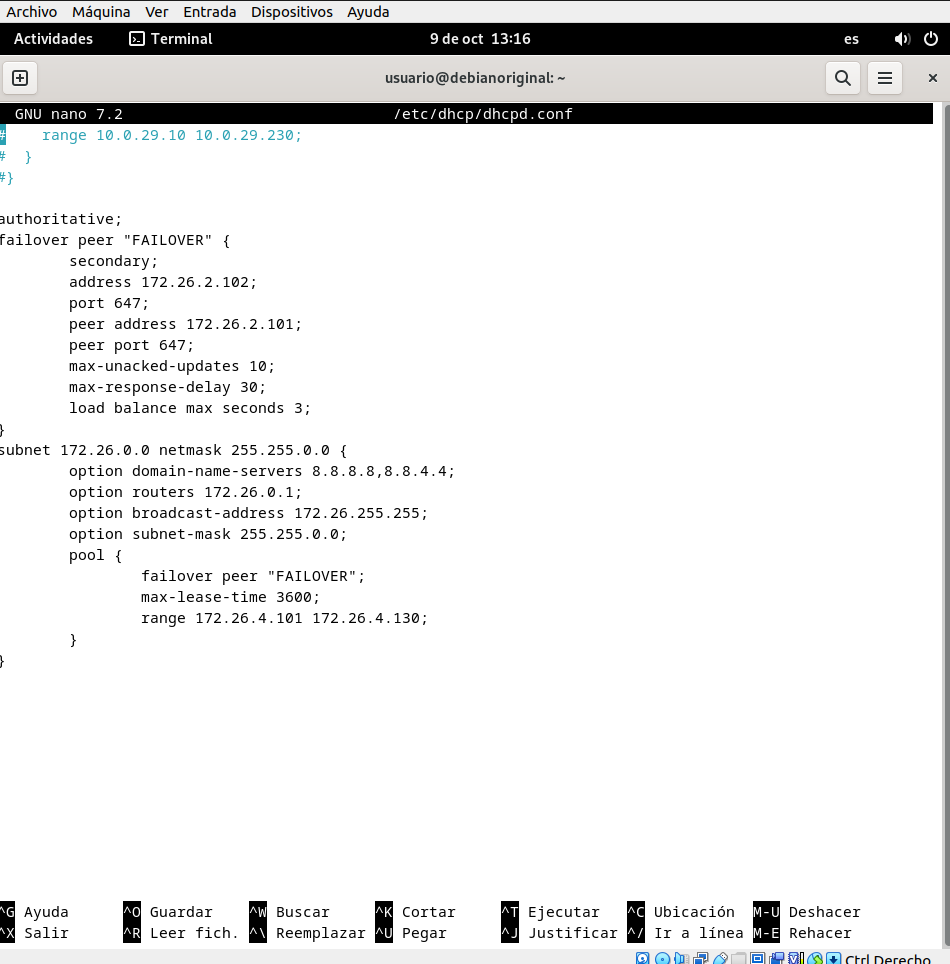 Archivo Máquina Ver Entrada Dispositivos Ayuda
Actividades Terminal 9 de oct 13:16 es
usuario@debianoriginal: ~
GNU nano 7.2 /etc/dhcp/dhcpd.conf
#    range 10.0.29.10 10.0.29.230;
#  }
#}
authoritative;
failover peer "FAILOVER" {
        secondary;
        address 172.26.2.102;
        port 647;
        peer address 172.26.2.101;
        peer port 647;
        max-unacked-updates 10;
        max-response-delay 30;
        load balance max seconds 3;
}
subnet 172.26.0.0 netmask 255.255.0.0 {
        option domain-name-servers 8.8.8.8,8.8.4.4;
        option routers 172.26.0.1;
        option broadcast-address 172.26.255.255;
        option subnet-mask 255.255.0.0;
        pool {
                failover peer "FAILOVER";
                max-lease-time 3600;
                range 172.26.4.101 172.26.4.130;
        }
}
^G Ayuda ^O Guardar ^W Buscar ^K Cortar ^T Ejecutar ^C Ubicación M-U Deshacer
^X Salir ^R Leer fich. ^\ Reemplazar ^U Pegar ^J Justificar ^/ Ir a línea M-E Rehacer
Ctrl Derecho